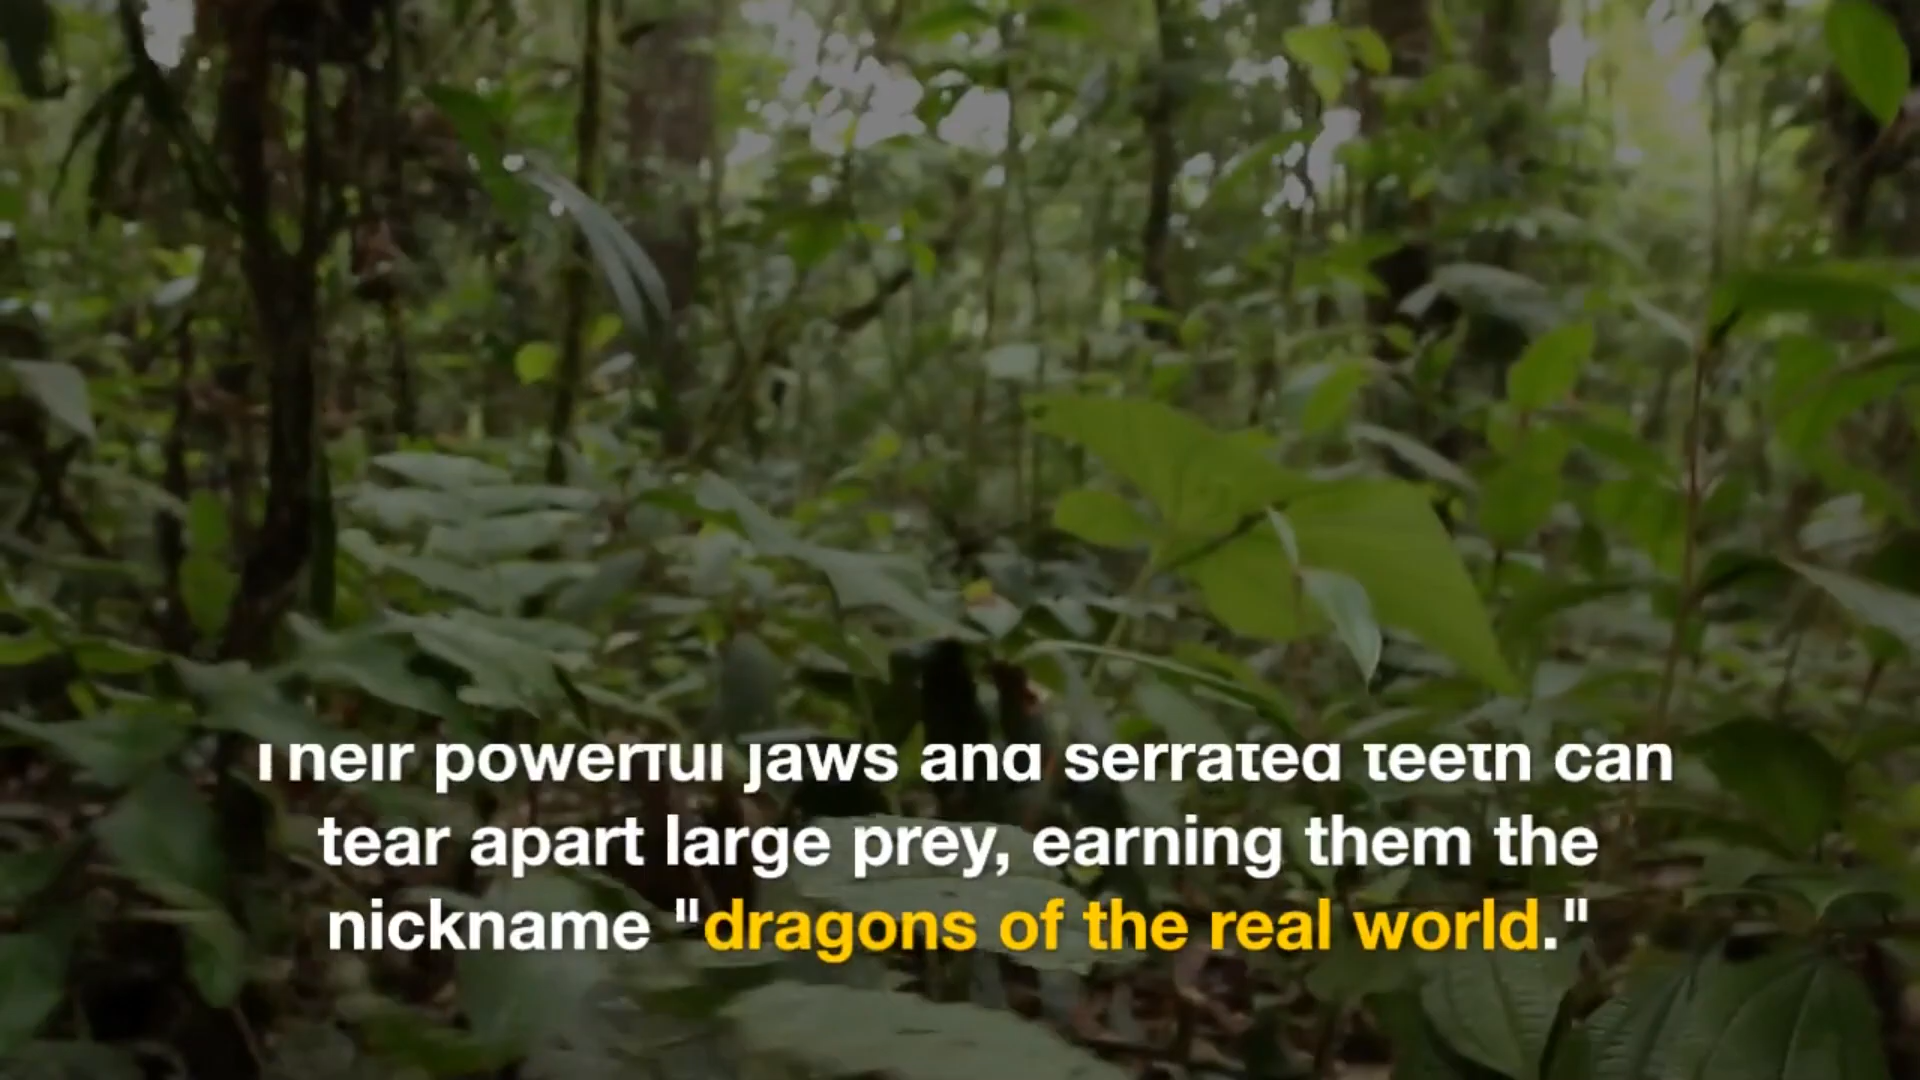 Their powerful jaws and serrated teeth can
tear apart large prey, earning them the
nickname "dragons of the real world."